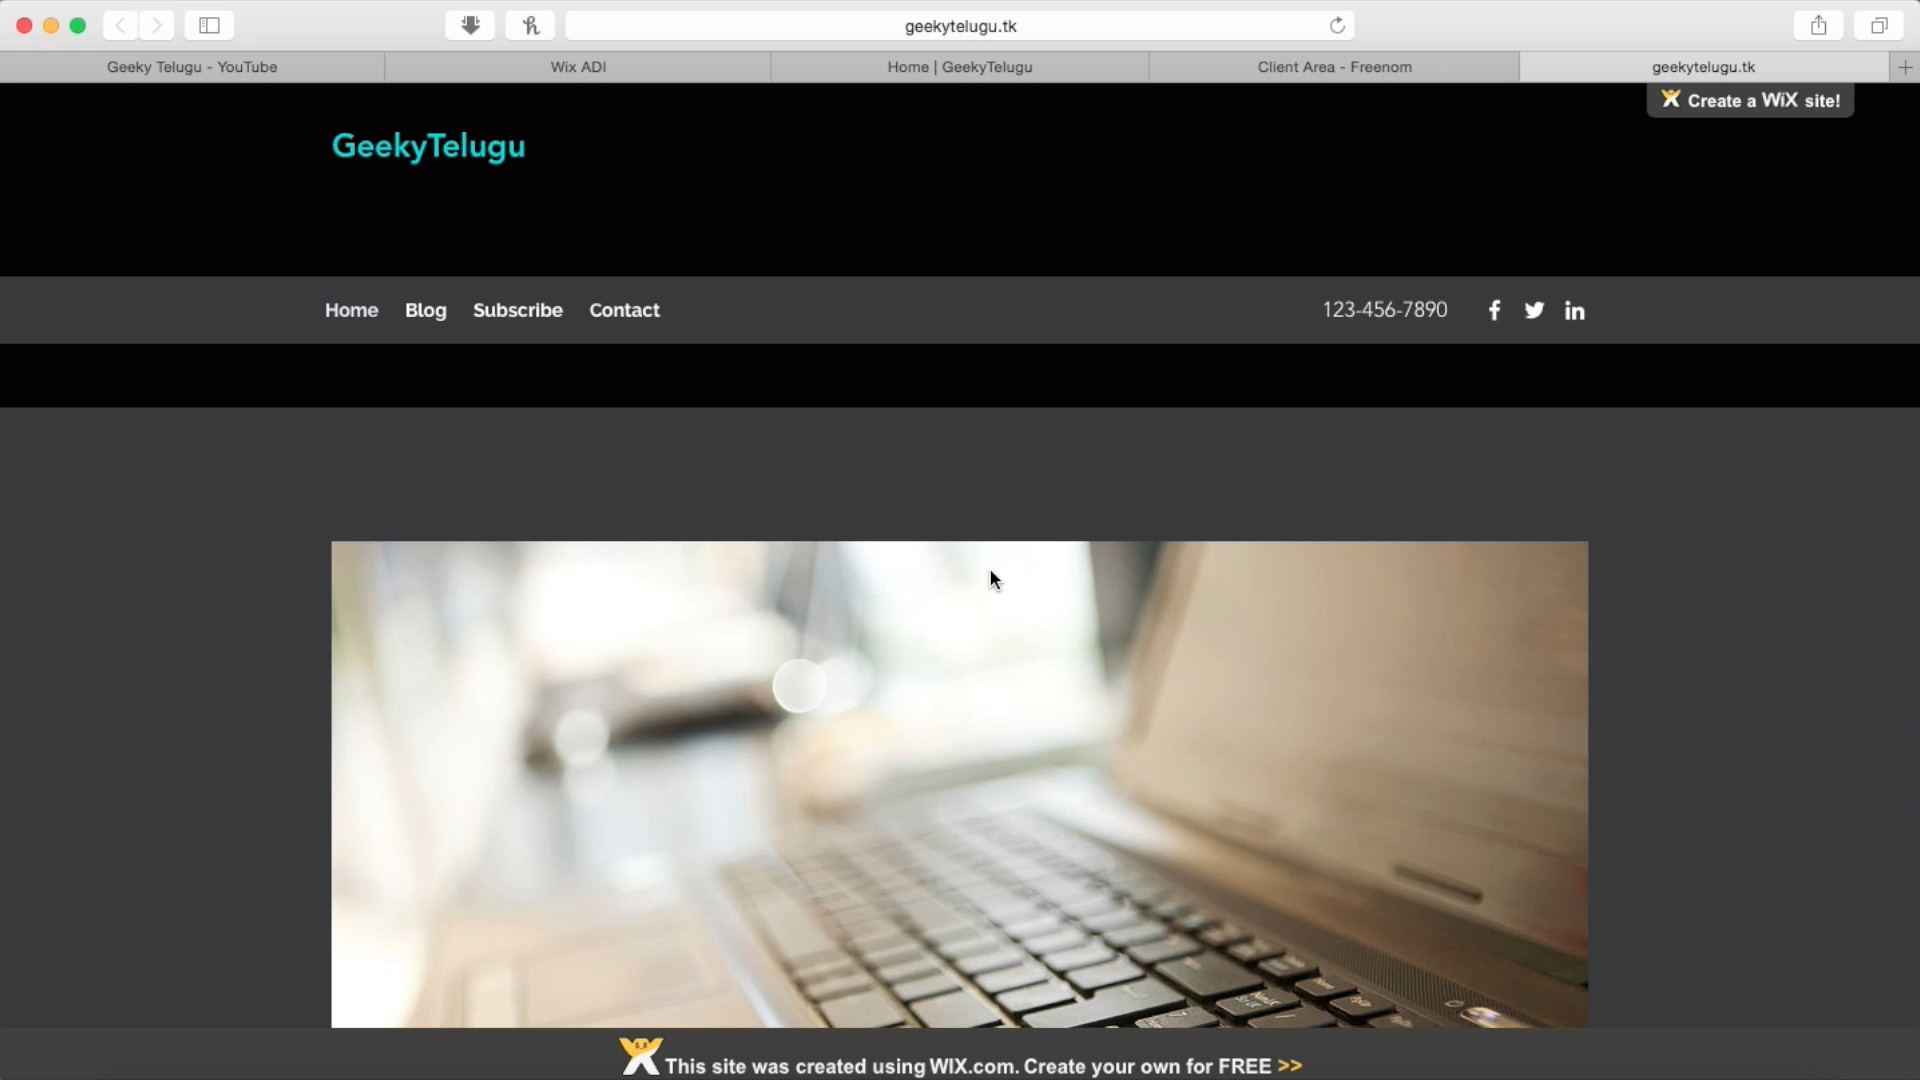 geekytelugu.tk
Geeky Telugu - YouTube
Wix ADI
Home | GeekyTelugu
Client Area - Freenom
geekytelugu.tk
Create a WiX site!
GeekyTelugu
Home Blog Subscribe Contact
123-456-7890
This site was created using WIX.com. Create your own for FREE >>